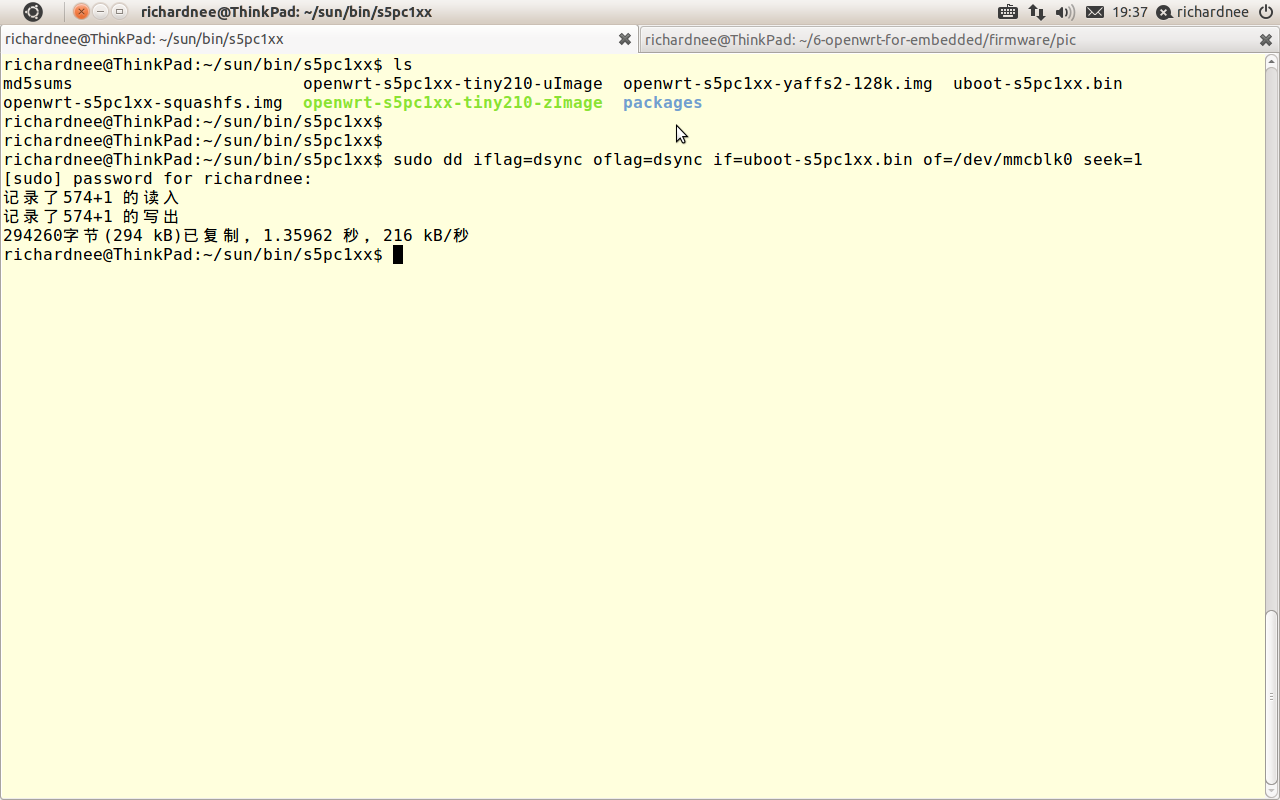 richardnee@ThinkPad: ~/sun/bin/s5pc1xx
19:37
richardnee
richardnee@ThinkPad: ~/sun/bin/s5pc1xx
richardnee@ThinkPad: ~/6-openwrt-for-embedded/firmware/pic
richardnee@ThinkPad:~/sun/bin/s5pc1xx$ ls
md5sums openwrt-s5pc1xx-tiny210-uImage openwrt-s5pc1xx-yaffs2-128k.img uboot-s5pc1xx.bin
openwrt-s5pc1xx-squashfs.img openwrt-s5pc1xx-tiny210-zImage packages
richardnee@ThinkPad:~/sun/bin/s5pc1xx$
richardnee@ThinkPad:~/sun/bin/s5pc1xx$
richardnee@ThinkPad:~/sun/bin/s5pc1xx$ sudo dd iflag=dsync oflag=dsync if=uboot-s5pc1xx.bin of=/dev/mmcblk0 seek=1
[sudo] password for richardnee:
记录了574+1 的读入
记录了574+1 的写出
294260字节(294 kB)已复制, 1.35962 秒, 216 kB/秒
richardnee@ThinkPad:~/sun/bin/s5pc1xx$